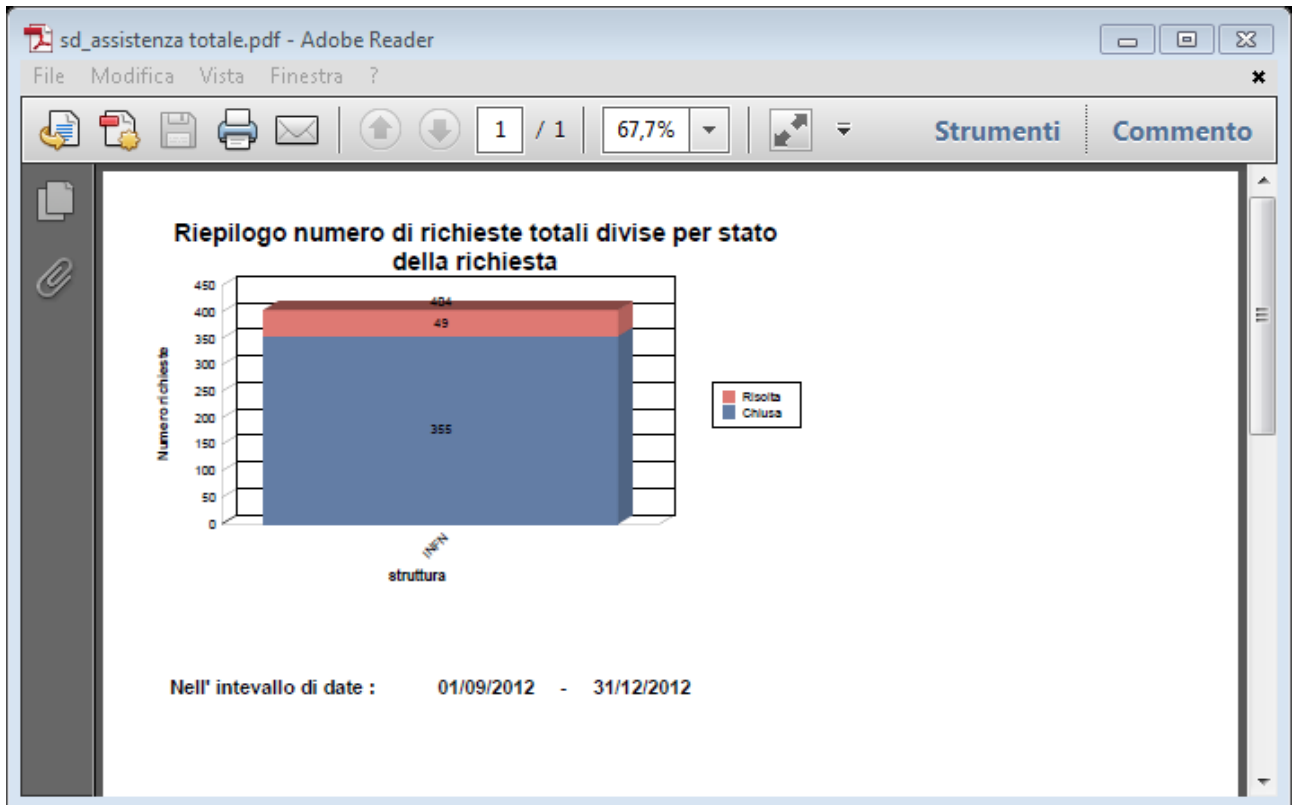 sd_assistenza totale.pdf - Adobe Reader
File Modifica Vista Finestra ?
1 / 1 67,7% Strumenti Commento
Riepilogo numero di richieste totali divise per stato
della richiesta
450
400
350
300
250
200
150
100
50
0
Numero richieste
404
49
355
INFN
struttura
Risolta
Chiusa
Nell' intevallo di date : 01/09/2012 - 31/12/2012